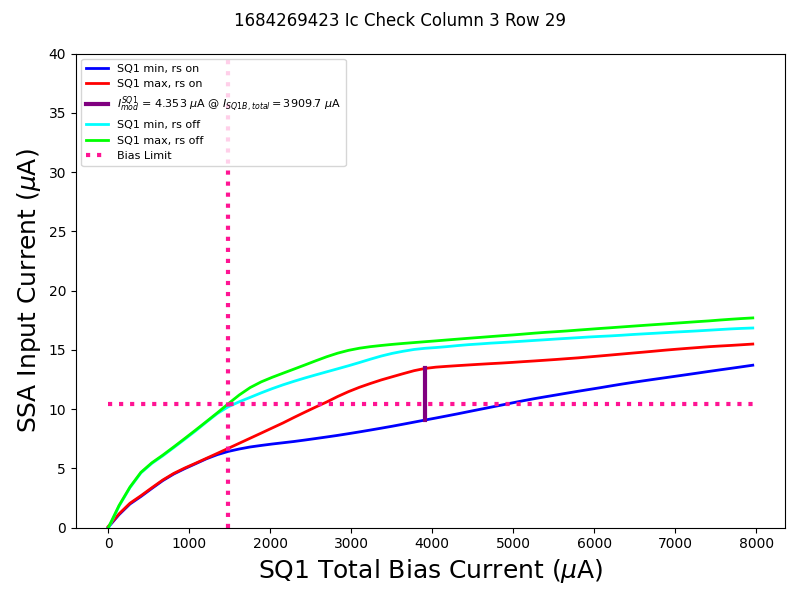 1684269423 Ic Check Column 3 Row 29
40
35
30
25
20
15
10
5
0
SSA Input Current (μA)
SQ1 min, rs on
SQ1 max, rs on
I_{mod}^{SQ1} = 4.353 μA @ I_{SQ1B, total} = 3909.7 μA
SQ1 min, rs off
SQ1 max, rs off
Bias Limit
0 1000 2000 3000 4000 5000 6000 7000 8000
SQ1 Total Bias Current (μA)